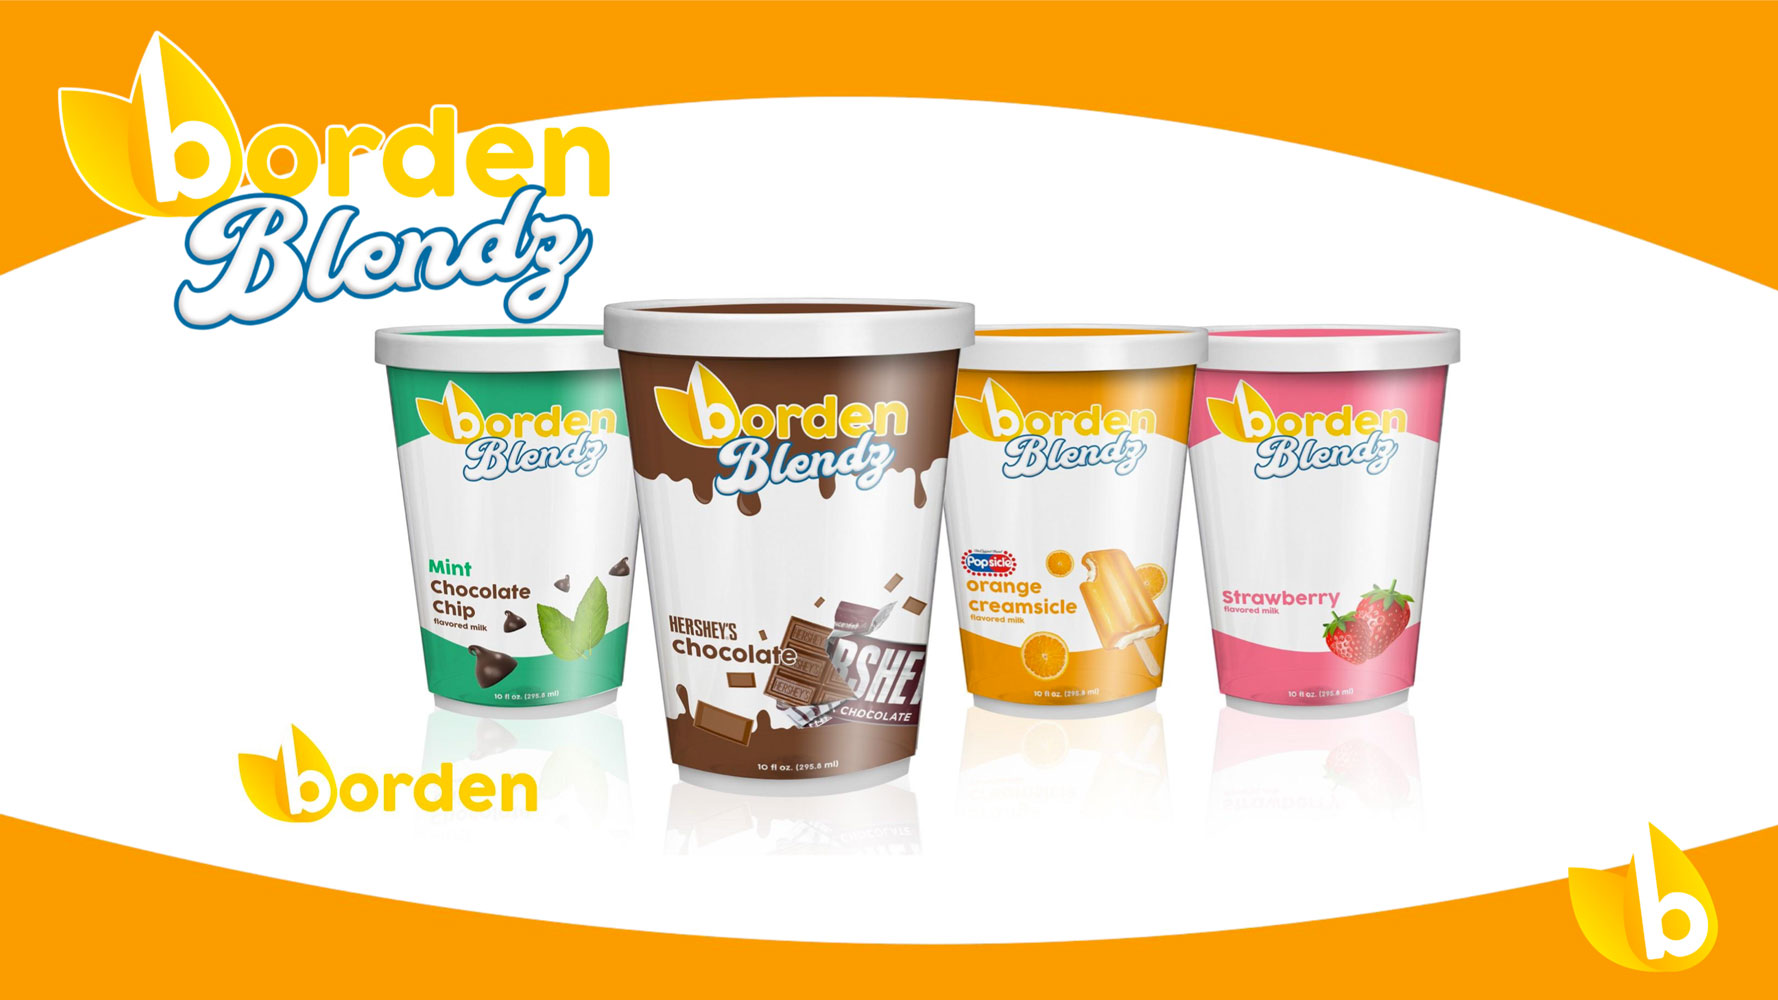 borden
Blendz
borden
Blendz
Mint
Chocolate
Chip
flavored milk
10 fl oz. (295.8 ml)
borden
Blendz
HERSHEY'S
chocolate
CHOCOLATE
10 fl oz. (295.8 ml)
borden
Blendz
Popsicle
orange
creamsicle
flavored milk
10 fl oz. (295.8 ml)
borden
Blendz
Strawberry
flavored milk
10 fl oz. (295.8 ml)
borden
b